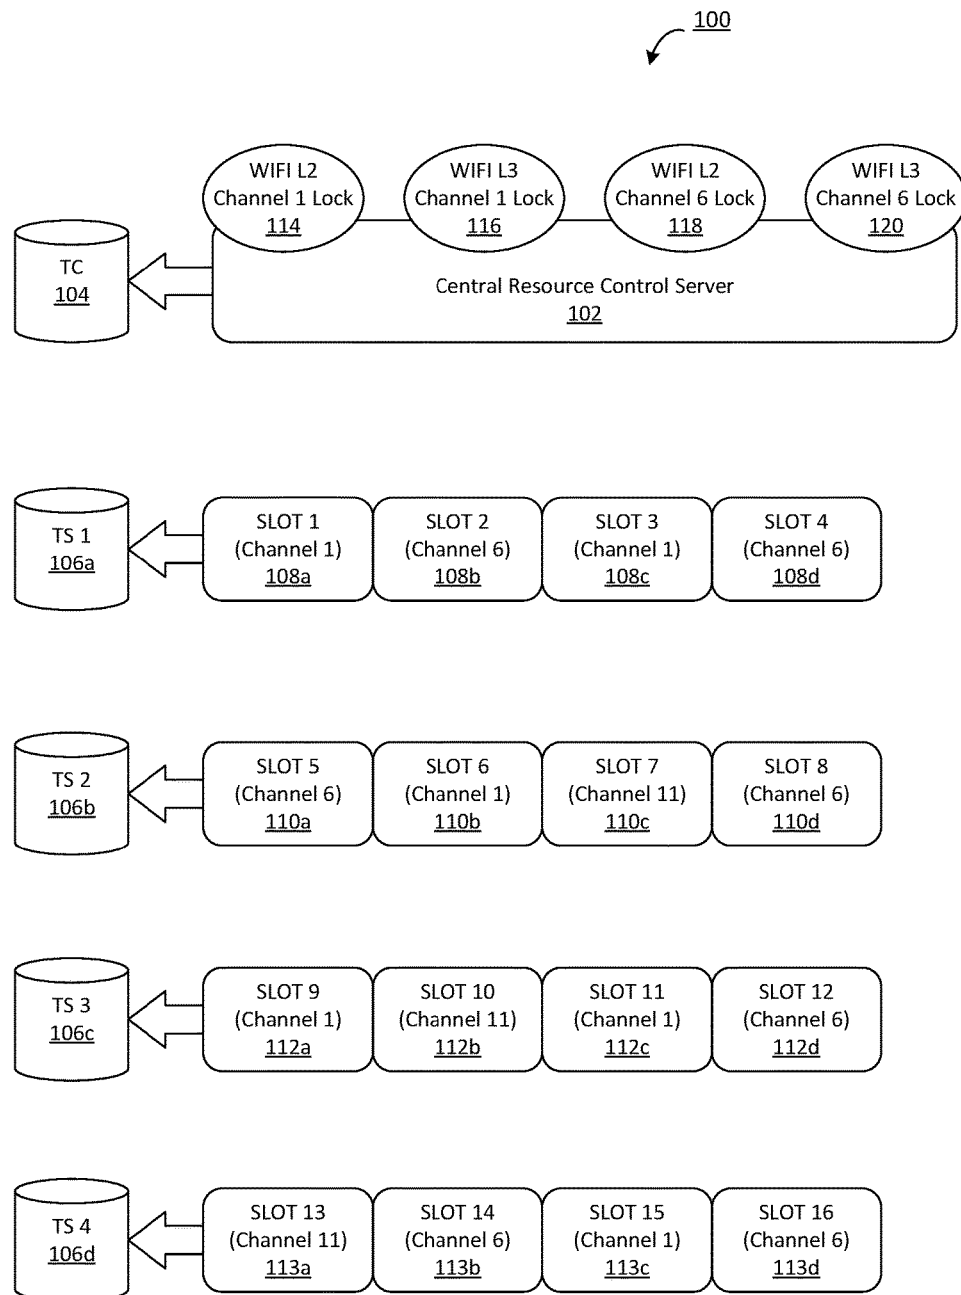 100
WIFI L2
Channel 1 Lock
114
WIFI L3
Channel 1 Lock
116
WIFI L2
Channel 6 Lock
118
WIFI L3
Channel 6 Lock
120
TC
104
Central Resource Control Server
102
TS 1
106a
SLOT 1
(Channel 1)
108a
SLOT 2
(Channel 6)
108b
SLOT 3
(Channel 1)
108c
SLOT 4
(Channel 6)
108d
TS 2
106b
SLOT 5
(Channel 6)
110a
SLOT 6
(Channel 1)
110b
SLOT 7
(Channel 11)
110c
SLOT 8
(Channel 6)
110d
TS 3
106c
SLOT 9
(Channel 1)
112a
SLOT 10
(Channel 11)
112b
SLOT 11
(Channel 1)
112c
SLOT 12
(Channel 6)
112d
TS 4
106d
SLOT 13
(Channel 11)
113a
SLOT 14
(Channel 6)
113b
SLOT 15
(Channel 1)
113c
SLOT 16
(Channel 6)
113d